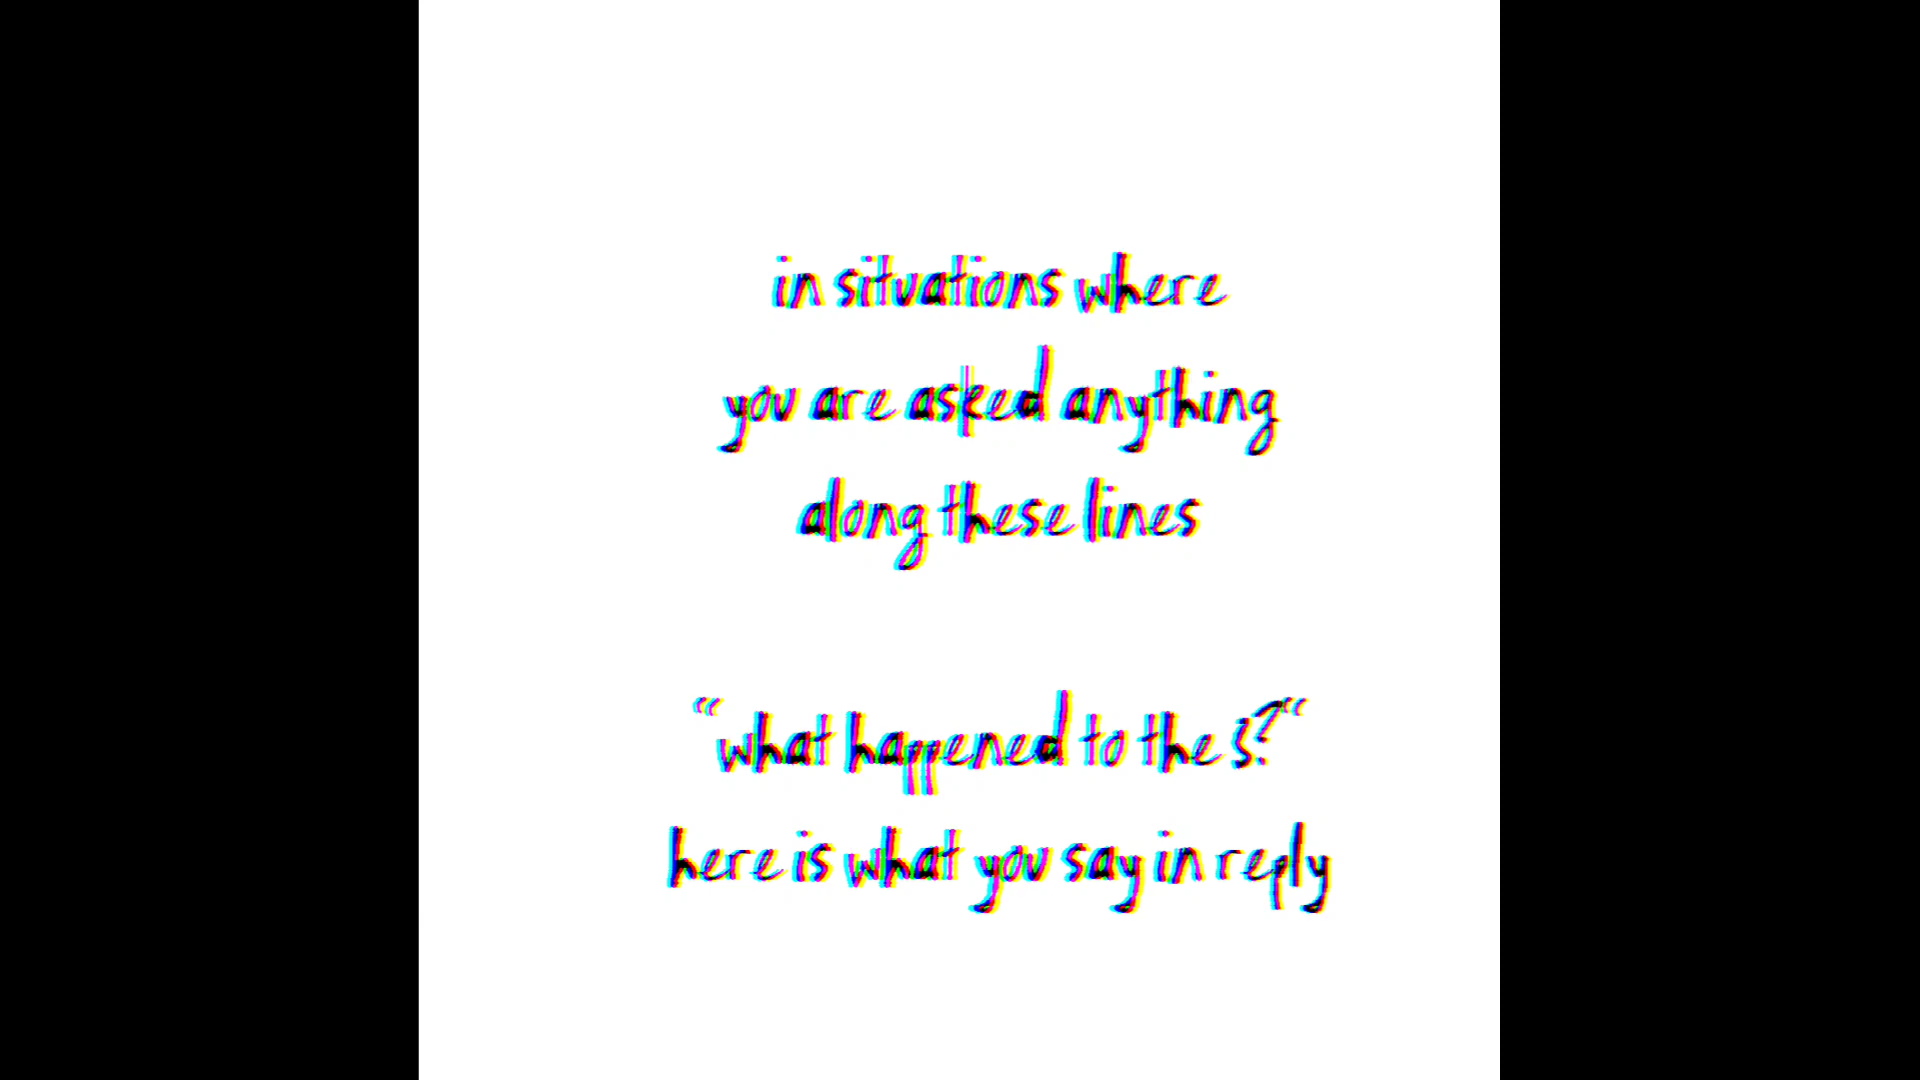 in situations where
you are asked anything
along these lines
“what happened to the s?“
here is what you say in reply